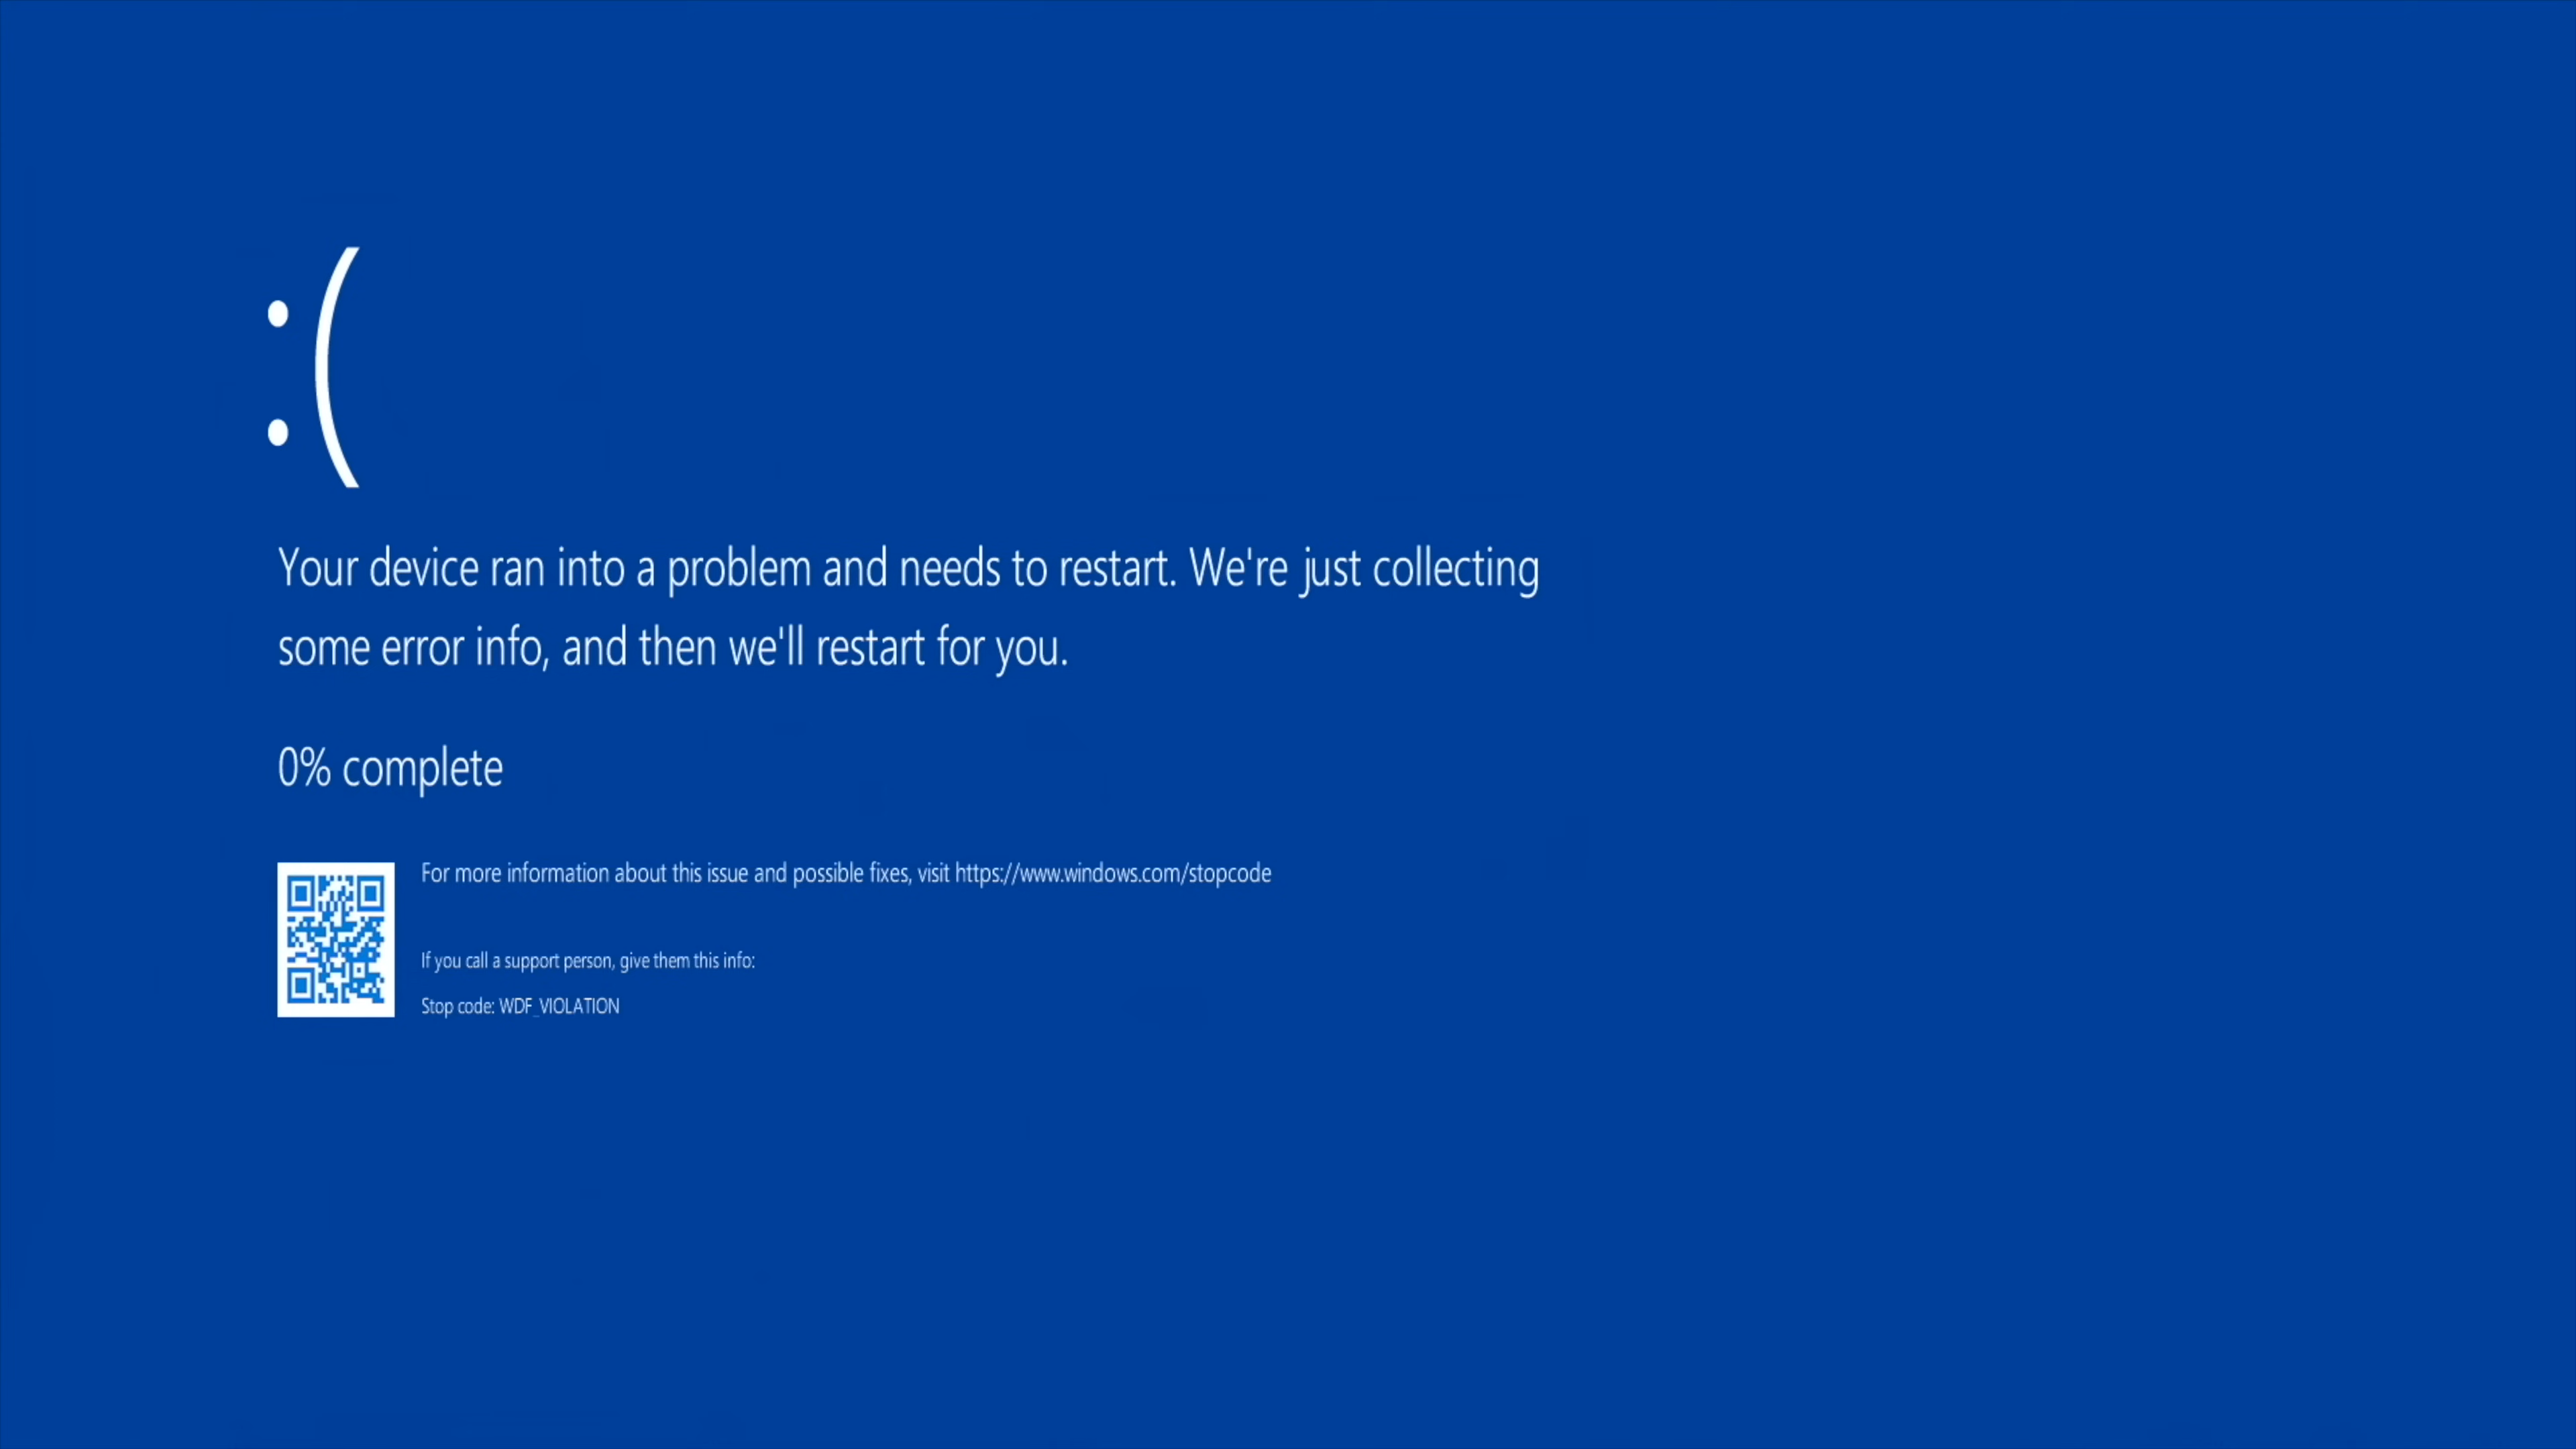 :(
Your device ran into a problem and needs to restart. We're just collecting
some error info, and then we'll restart for you.
0% complete
For more information about this issue and possible fixes, visit https://www.windows.com/stopcode
If you call a support person, give them this info:
Stop code: WDF_VIOLATION